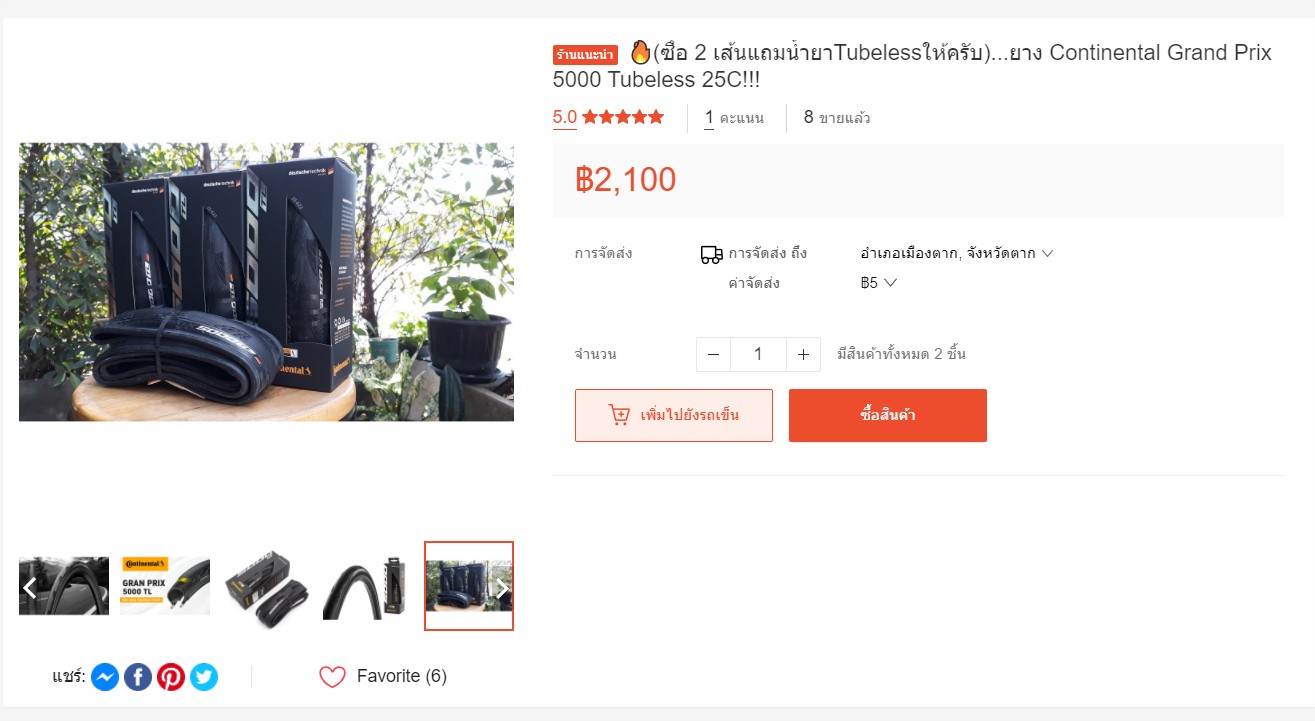 ร้านแนะนำ 🔥(ซื้อ 2 เส้นแถมน้ำยาTubelessให้ครับ)...ยาง Continental Grand Prix
5000 Tubeless 25C!!!
5.0 ★★★★★ 1 คะแนน 8 ขายแล้ว
฿2,100
การจัดส่ง การจัดส่ง ถึง อำเภอเมืองตาก, จังหวัดตาก
ค่าจัดส่ง ฿5
จำนวน − 1 + มีสินค้าทั้งหมด 2 ชิ้น
เพิ่มไปยังรถเข็น ซื้อสินค้า
deutschetechnik deutschetechnik deutschetechnik
5000
Continental
GRAN PRIX
5000 TL
แชร์: Favorite (6)